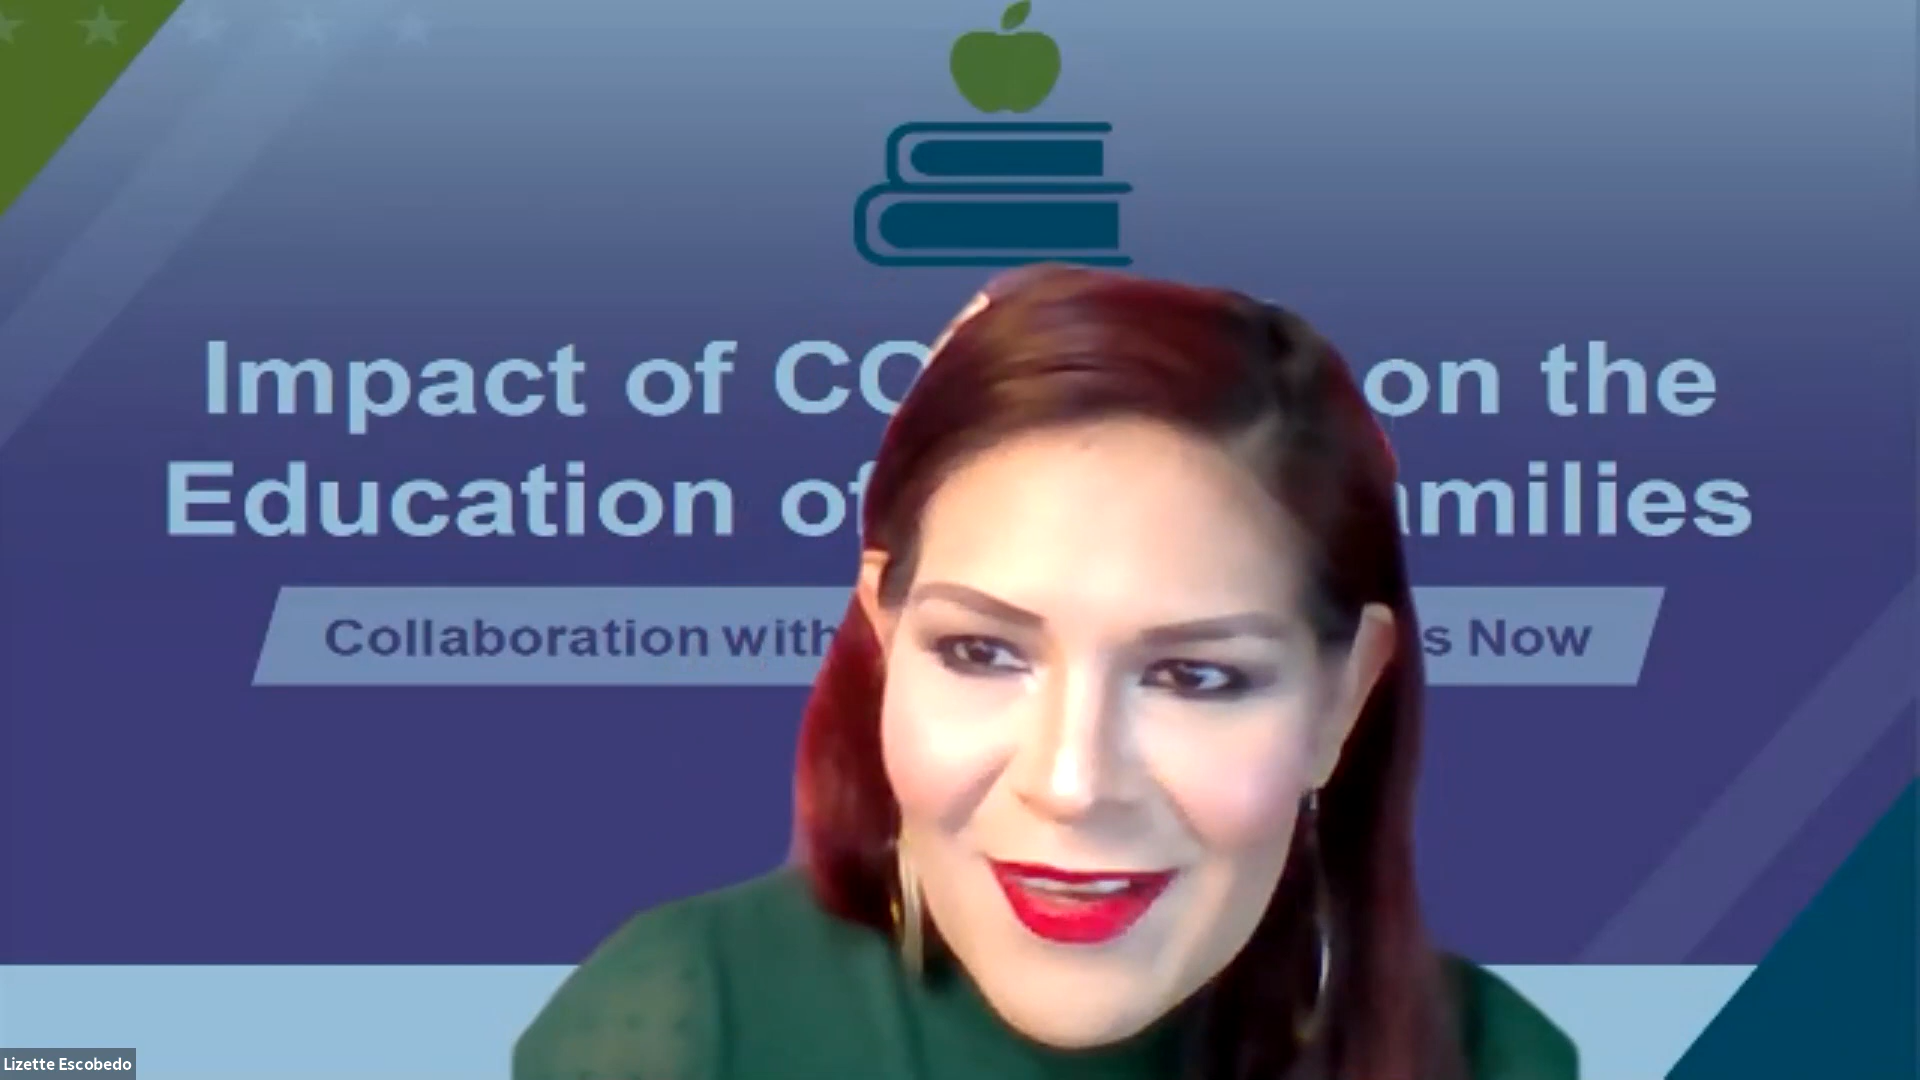 Impact of CO on the
Education of amilies
Collaboration with s Now
Lizette Escobedo